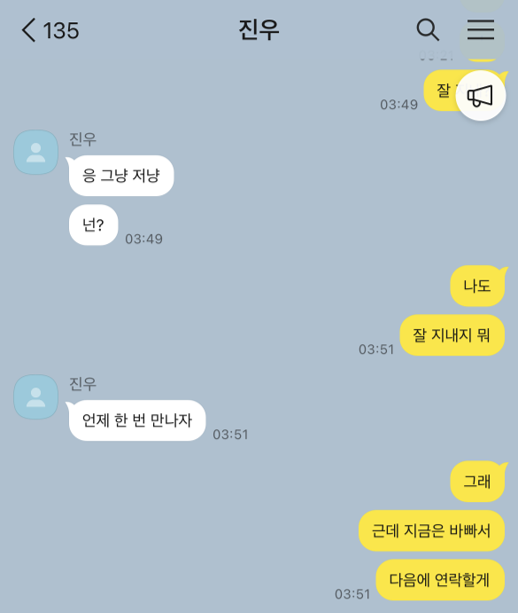 135
진우
잘
03:49
진우
응 그냥 저냥
넌?
03:49
나도
잘 지내지 뭐
03:51
진우
언제 한 번 만나자
03:51
그래
근데 지금은 바빠서
다음에 연락할게
03:51